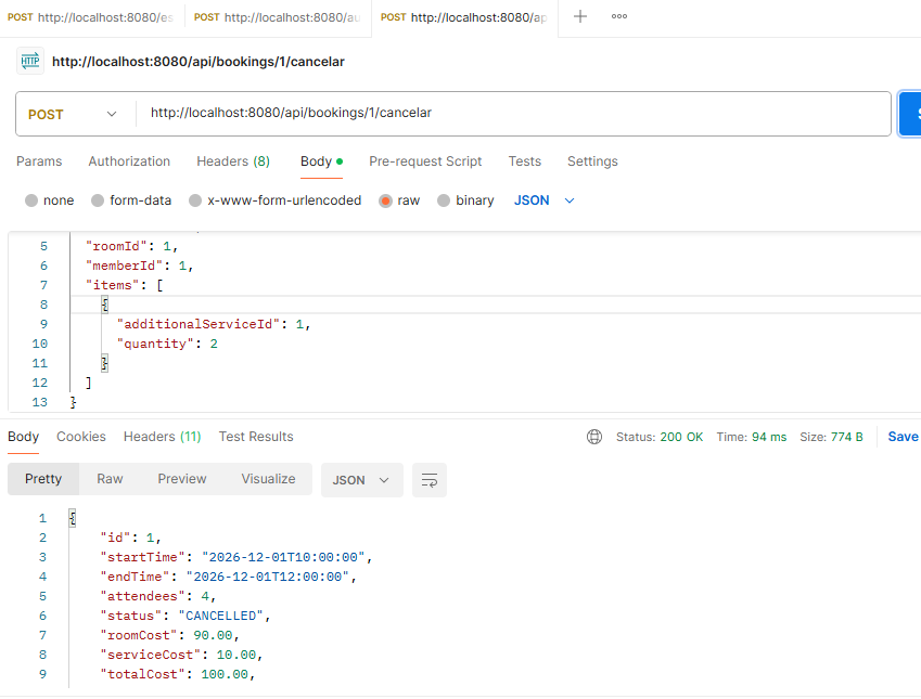 POST http://localhost:8080/es POST http://localhost:8080/au POST http://localhost:8080/ap
HTTP http://localhost:8080/api/bookings/1/cancelar
POST http://localhost:8080/api/bookings/1/cancelar
Params Authorization Headers (8) Body Pre-request Script Tests Settings
none form-data x-www-form-urlencoded raw binary JSON
5 "roomId": 1,
6 "memberId": 1,
7 "items": [
8 {
9 "additionalServiceId": 1,
10 "quantity": 2
11 }
12 ]
13 }
Body Cookies Headers (11) Test Results Status: 200 OK Time: 94 ms Size: 774 B Save
Pretty Raw Preview Visualize JSON
1 {
2 "id": 1,
3 "startTime": "2026-12-01T10:00:00",
4 "endTime": "2026-12-01T12:00:00",
5 "attendees": 4,
6 "status": "CANCELLED",
7 "roomCost": 90.00,
8 "serviceCost": 10.00,
9 "totalCost": 100.00,